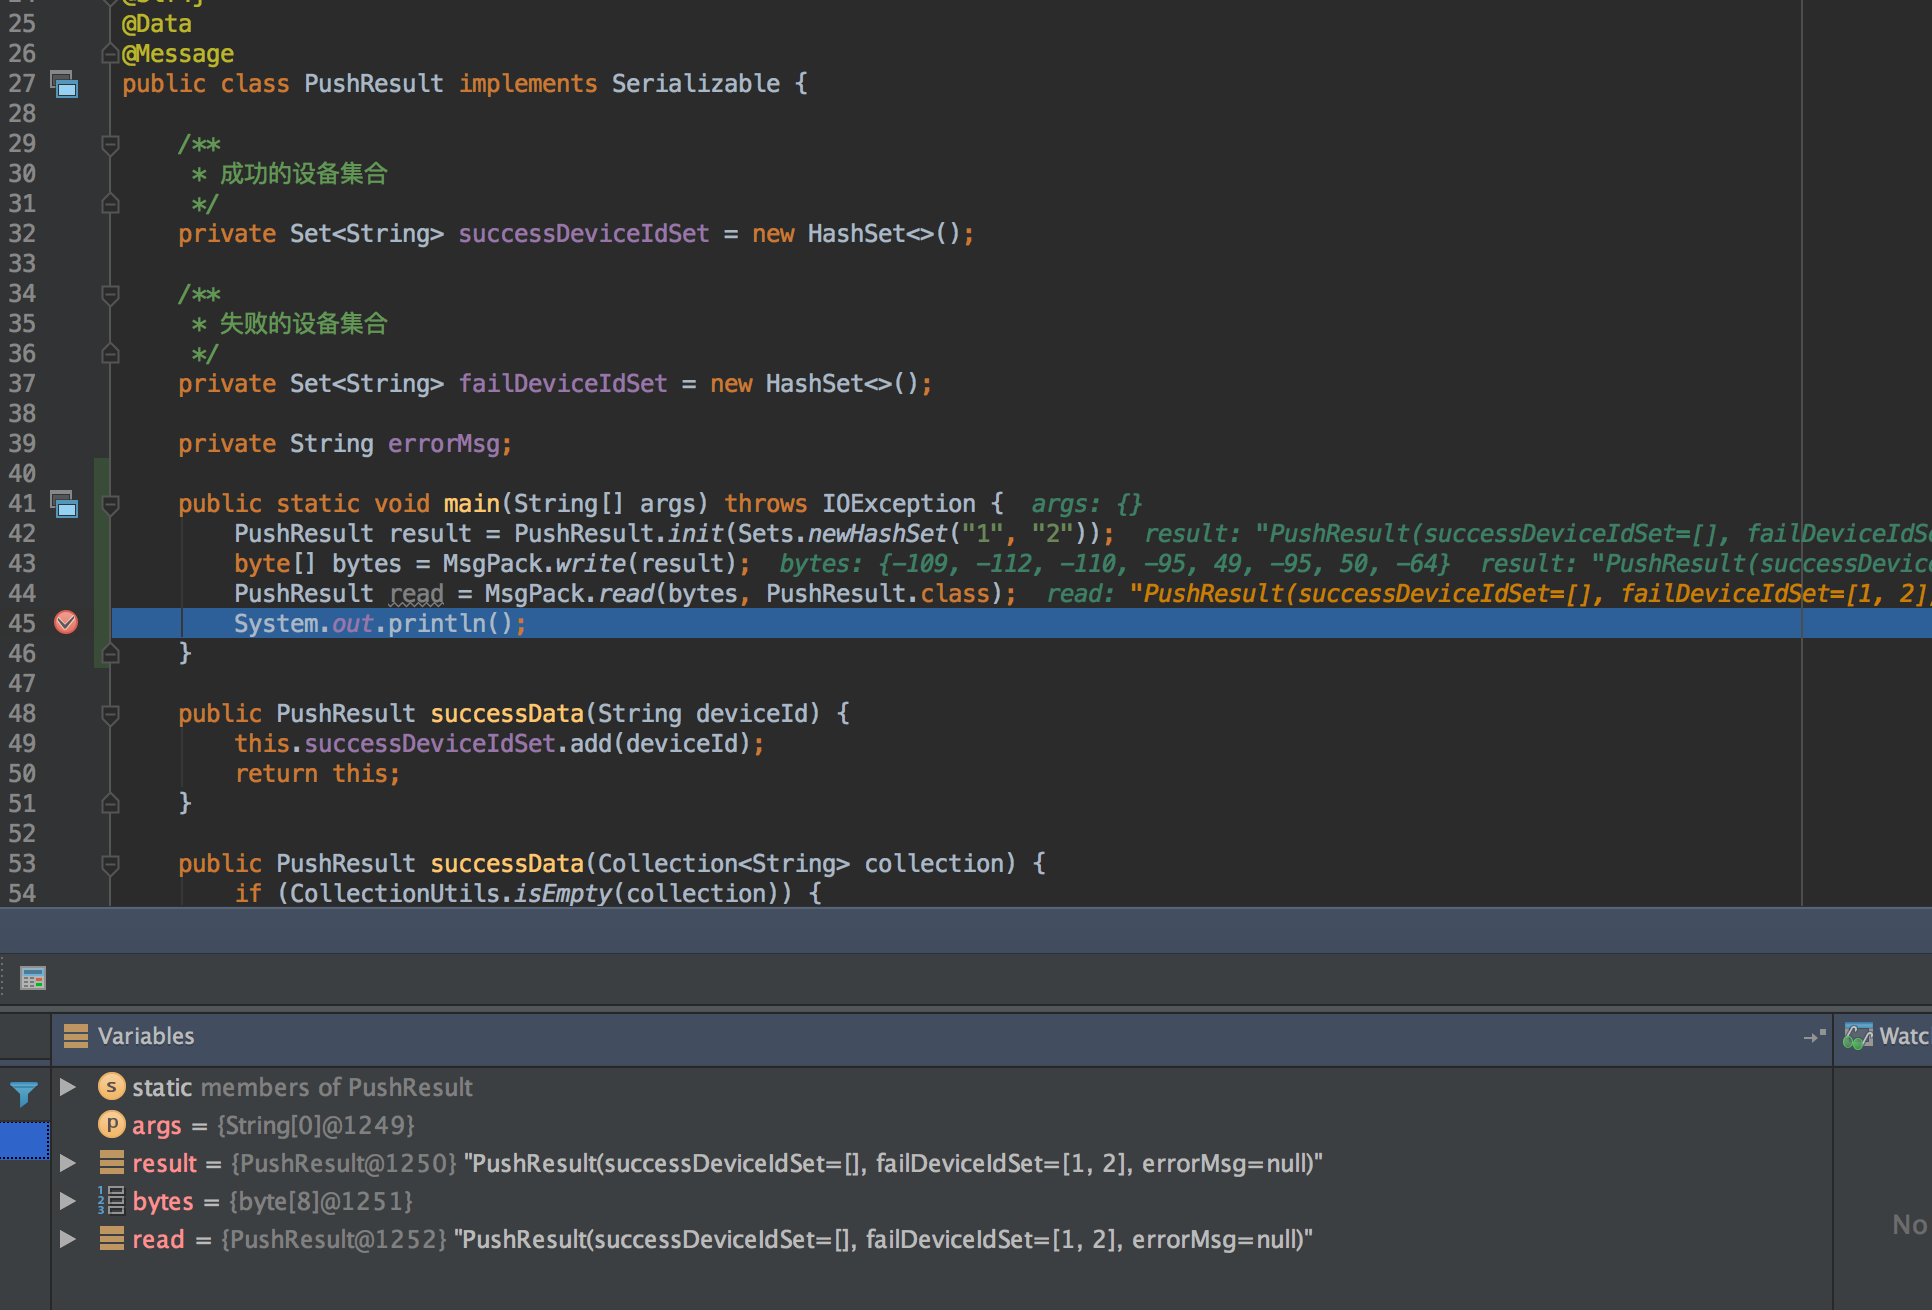 25 @Data
26 @Message
27 public class PushResult implements Serializable {
28
29 /**
30 * 成功的设备集合
31 */
32 private Set<String> successDeviceIdSet = new HashSet<>();
33
34 /**
35 * 失败的设备集合
36 */
37 private Set<String> failDeviceIdSet = new HashSet<>();
38
39 private String errorMsg;
40
41 public static void main(String[] args) throws IOException { args: {}
42 PushResult result = PushResult.init(Sets.newHashSet("1", "2")); result: "PushResult(successDeviceIdSet=[], failDeviceIdSe
43 byte[] bytes = MsgPack.write(result); bytes: {-109, -112, -110, -95, 49, -95, 50, -64} result: "PushResult(successDevice
44 PushResult read = MsgPack.read(bytes, PushResult.class); read: "PushResult(successDeviceIdSet=[], failDeviceIdSet=[1, 2],
45 System.out.println();
46 }
47
48 public PushResult successData(String deviceId) {
49 this.successDeviceIdSet.add(deviceId);
50 return this;
51 }
52
53 public PushResult successData(Collection<String> collection) {
54 if (CollectionUtils.isEmpty(collection)) {
Variables
Watc
static members of PushResult
args = {String[0]@1249}
result = {PushResult@1250} "PushResult(successDeviceIdSet=[], failDeviceIdSet=[1, 2], errorMsg=null)"
bytes = {byte[8]@1251}
read = {PushResult@1252} "PushResult(successDeviceIdSet=[], failDeviceIdSet=[1, 2], errorMsg=null)"
No